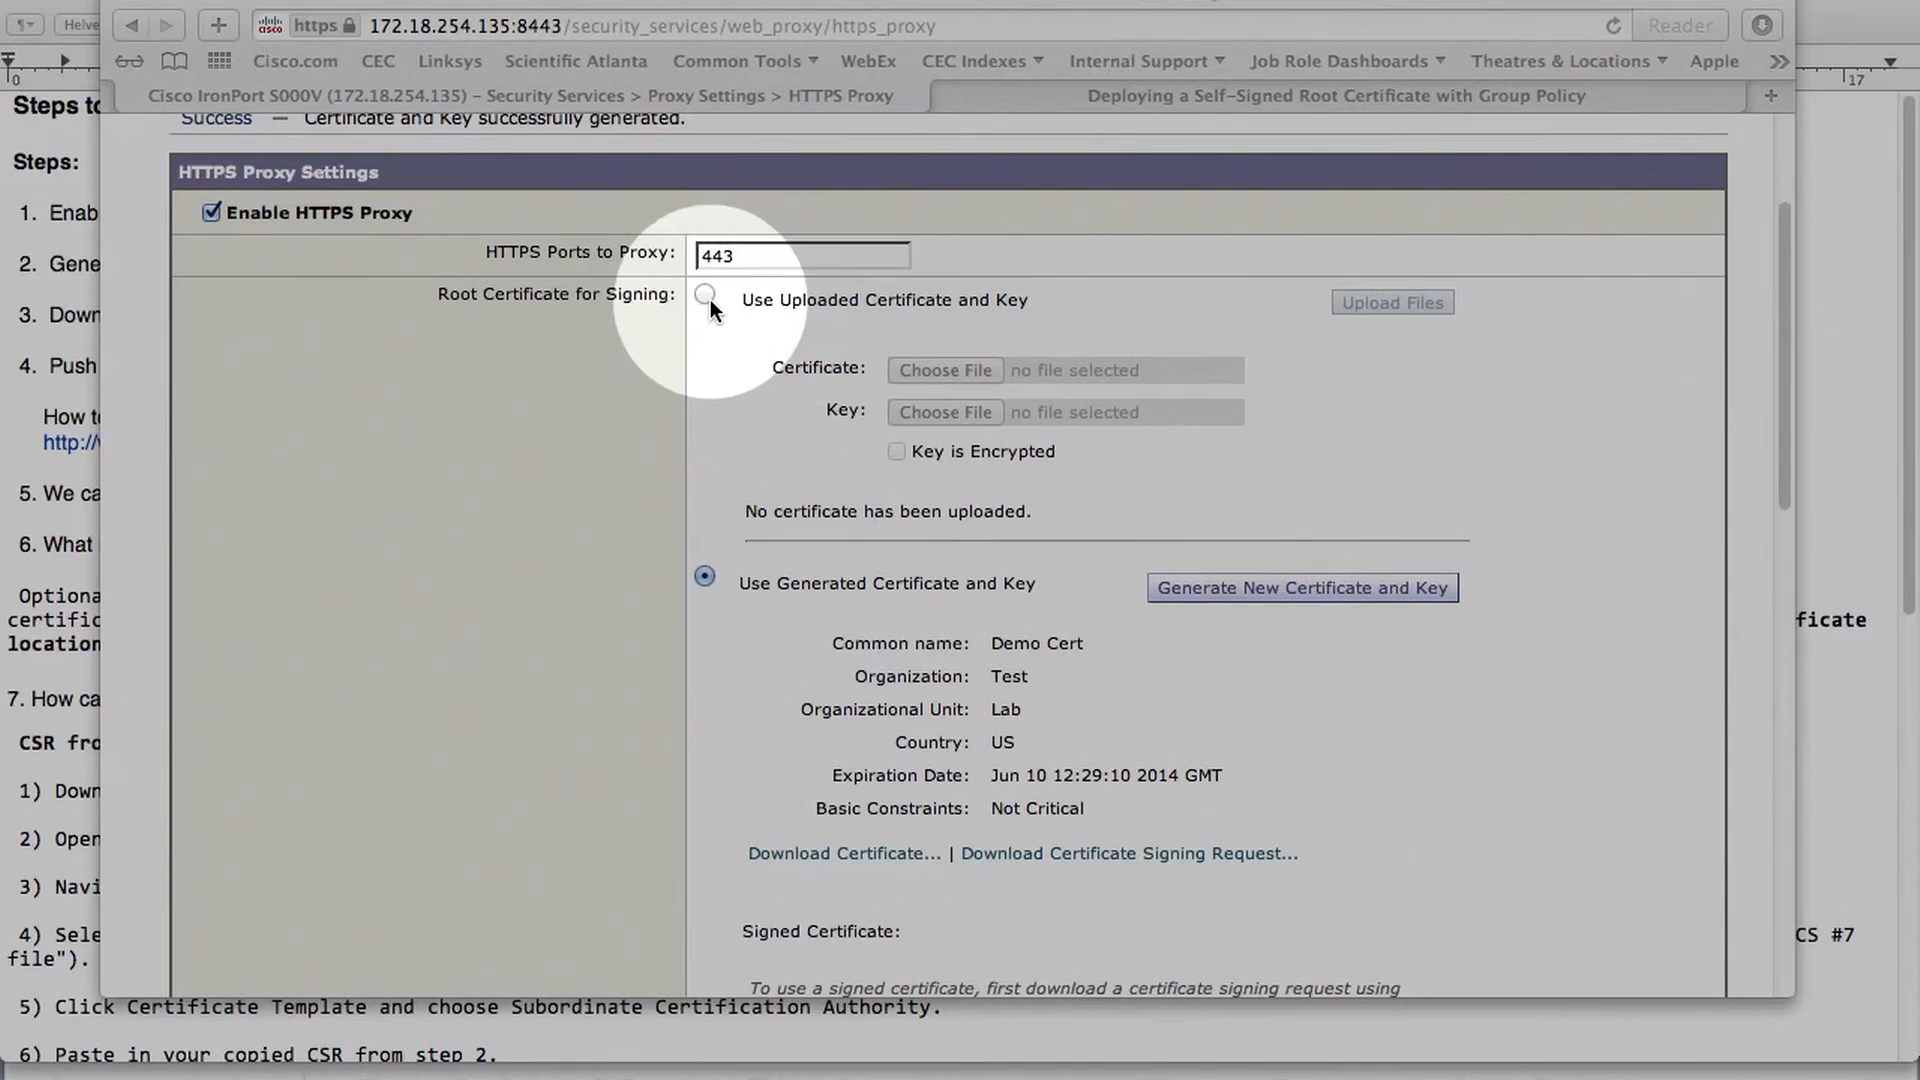 Helve
https 172.18.254.135:8443/security_services/web_proxy/https_proxy
Reader
Cisco.com CEC Linksys Scientific Atlanta Common Tools WebEx CEC Indexes Internal Support Job Role Dashboards Theatres & Locations Apple
0
17
Cisco IronPort S000V (172.18.254.135) – Security Services > Proxy Settings > HTTPS Proxy
Deploying a Self-Signed Root Certificate with Group Policy
Steps to
Success — Certificate and Key successfully generated.
Steps:
HTTPS Proxy Settings
1. Enab
Enable HTTPS Proxy
HTTPS Ports to Proxy: 443
2. Gene
Root Certificate for Signing:
Use Uploaded Certificate and Key
Upload Files
3. Down
4. Push
Certificate: Choose File no file selected
How to
Key: Choose File no file selected
http://
Key is Encrypted
5. We ca
No certificate has been uploaded.
6. What
Use Generated Certificate and Key
Generate New Certificate and Key
Optiona
certific
ficate
location
Common name: Demo Cert
Organization: Test
7. How ca
Organizational Unit: Lab
CSR fro
Country: US
Expiration Date: Jun 10 12:29:10 2014 GMT
1) Down
Basic Constraints: Not Critical
2) Open
Download Certificate... | Download Certificate Signing Request...
3) Navi
4) Sele
CS #7
Signed Certificate:
file").
To use a signed certificate, first download a certificate signing request using
5) Click Certificate Template and choose Subordinate Certification Authority.
6) Paste in your copied CSR from step 2.